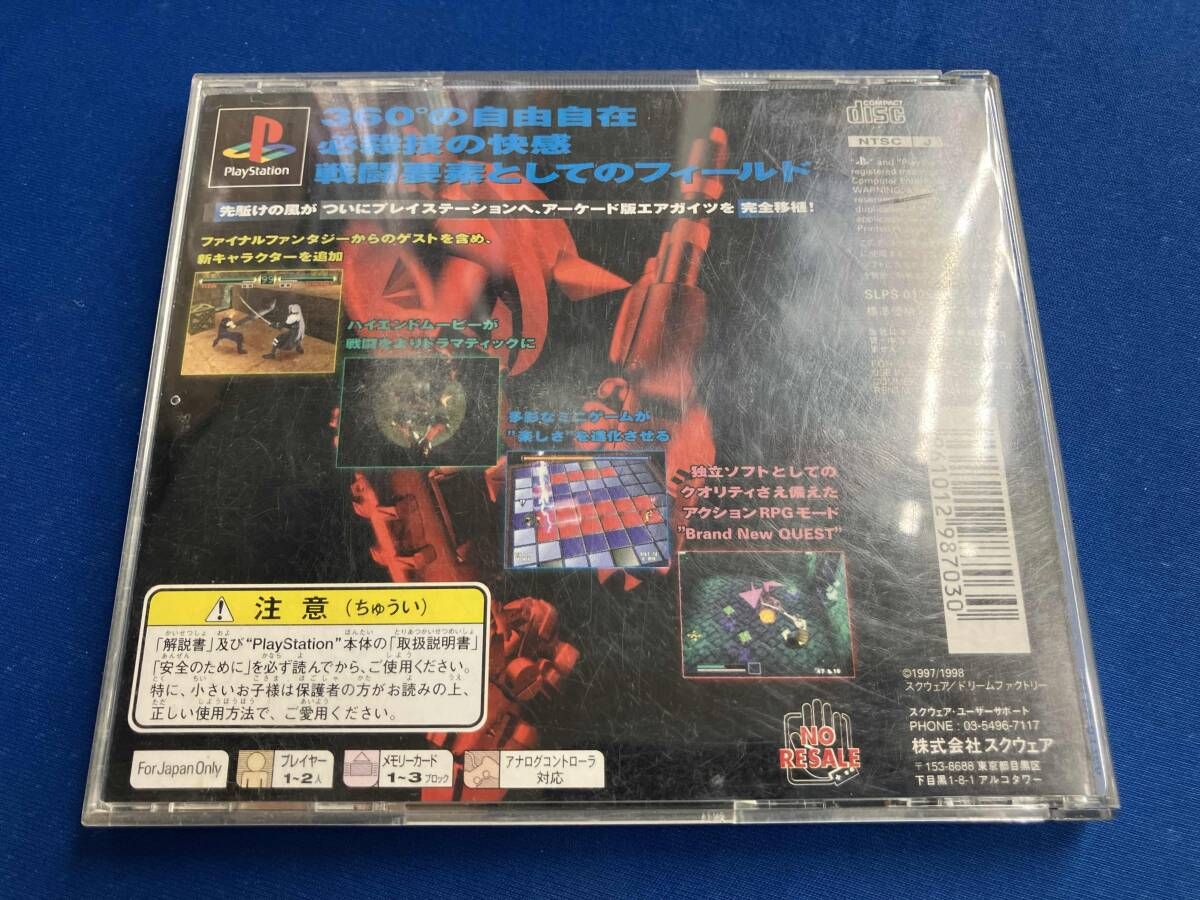 PlayStation
360°の自由自在
必殺技の快感
戦闘要素としてのフィールド
先駆けの風が ついにプレイステーションへ、アーケード版エアガイツを 完全移植!
ファイナルファンタジーからのゲストを含め、
新キャラクターを追加
ハイエンドムービーが
戦闘をよりドラマティックに
多彩なミニゲームが
"楽しさ"を進化させる
独立ソフトとしての
クオリティさえ備えた
アクションRPGモード
"Brand New QUEST"
COMPACT
disc
NTSC J
registered
Computer
WARNING:
SLPS
注意(ちゅうい)
「解説書」及び"PlayStation"本体の「取扱説明書」
「安全のために」を必ず読んでから、ご使用ください。
特に、小さいお子様は保護者の方がお読みの上、
正しい使用方法で、ご愛用ください。
For Japan Only
プレイヤー
1~2人
メモリーカード
1~3ブロック
アナログコントローラ
対応
NO
RESALE
©1997/1998
スクウェア/ドリームファクトリー
スクウェア・ユーザーサポート
PHONE:03-5496-7117
株式会社スクウェア
〒153-8688 東京都目黒区
下目黒1-8-1 アルコタワー